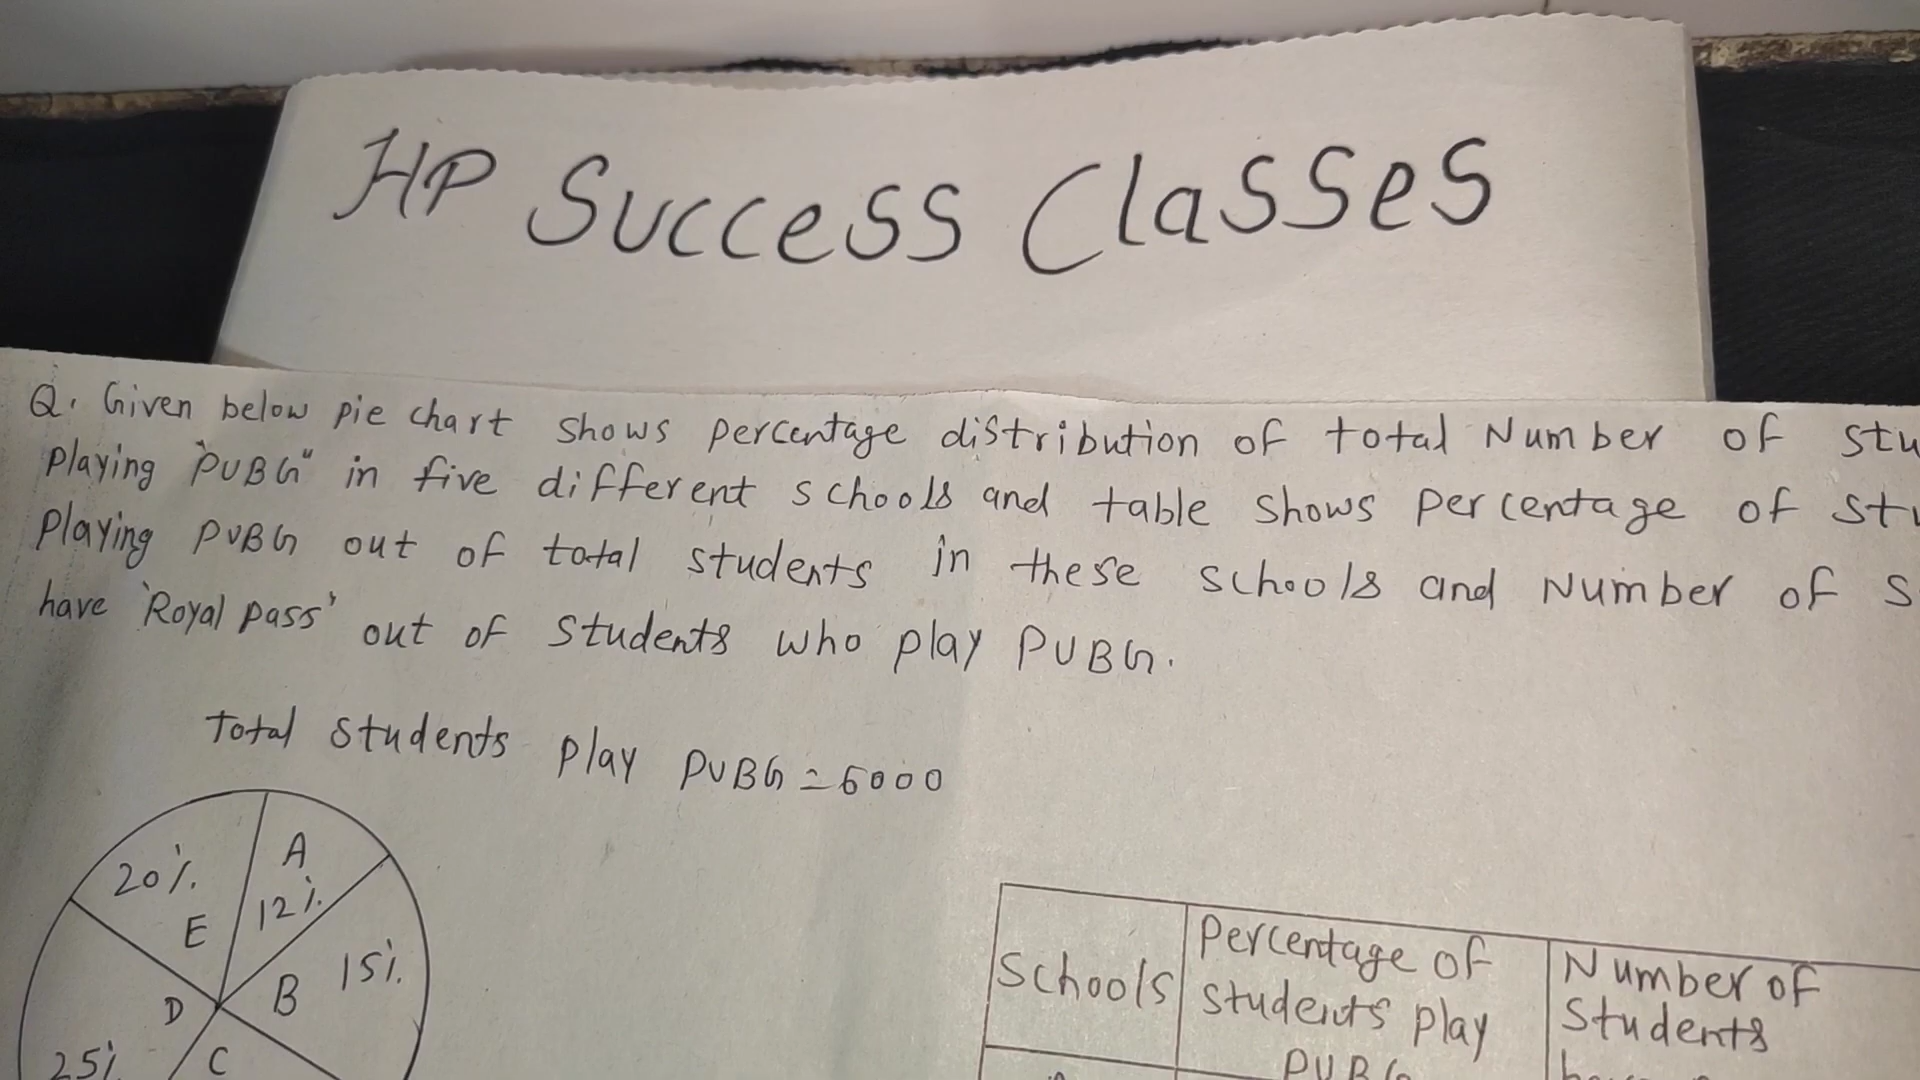 HP Success Classes
Q. Given below pie chart shows percentage distribution of total Number of
playing "PUBG" in five different schools and table shows percentage of
playing PUBG out of total students in these schools and Number of
have 'Royal pass' out of students who play PUBG.
Total students play PUBG = 6000
20%
E
A
12%
15%
B
D
25%
C
Schools
Percentage of
students play
PUBG
Number of
Students